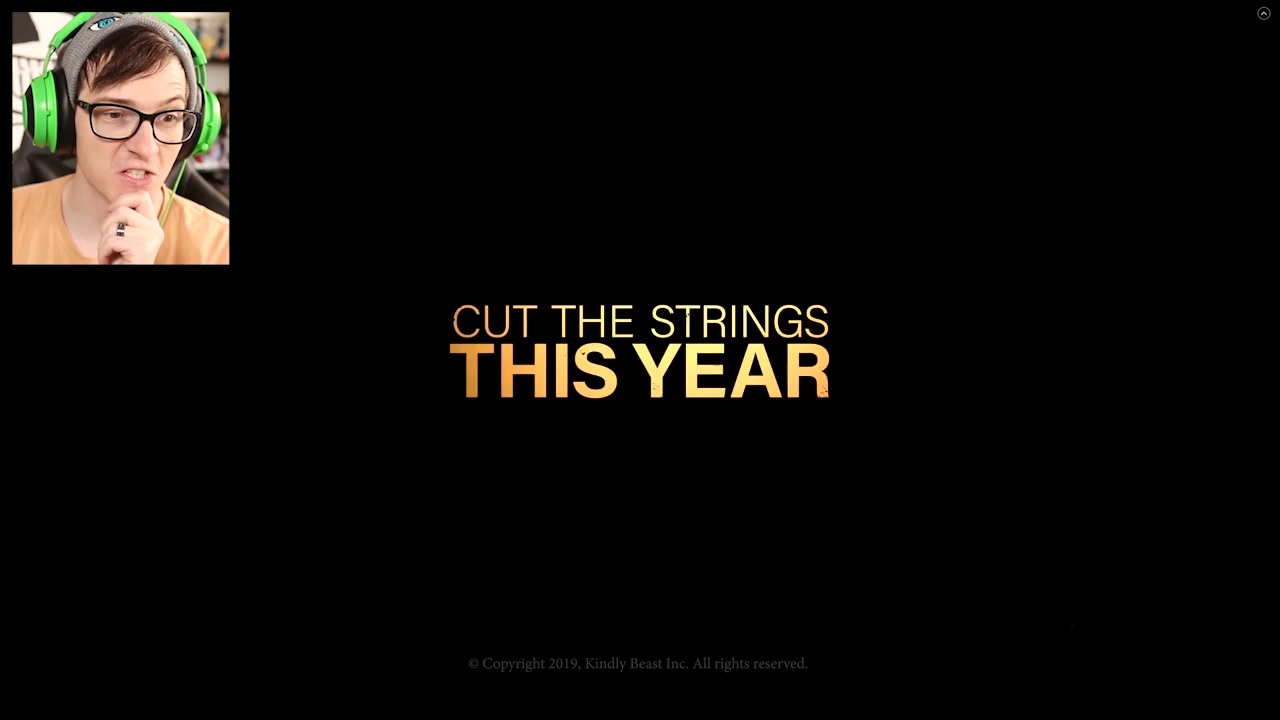 CUT THE STRINGS
THIS YEAR
© Copyright 2019, Kindly Beast Inc. All rights reserved.